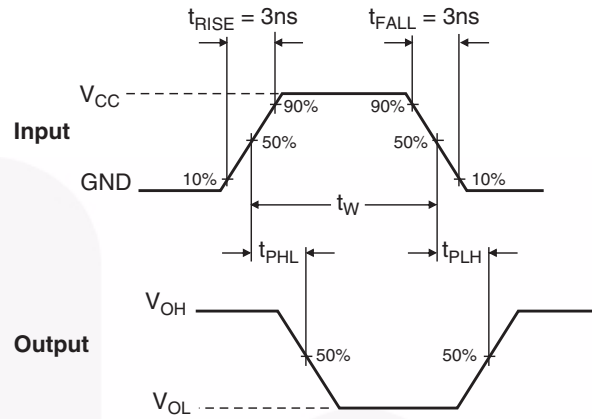 tRISE = 3ns tFALL = 3ns
VCC
90% 90%
Input
50% 50%
GND 10% 10%
tW
tPHL tPLH
VOH
Output
50% 50%
VOL